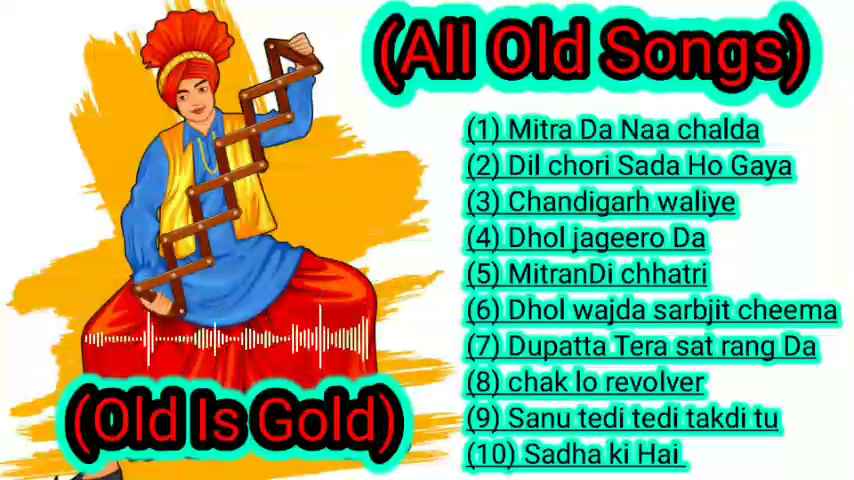 (All Old Songs)
(1) Mitra Da Naa chalda
(2) Dil chori Sada Ho Gaya
(3) Chandigarh waliye
(4) Dhol jageero Da
(5) MitranDi chhatri
(6) Dhol wajda sarbjit cheema
(7) Dupatta Tera sat rang Da
(8) chak lo revolver
(9) Sanu tedi tedi takdi tu
(10) Sadha ki Hai
(Old Is Gold)